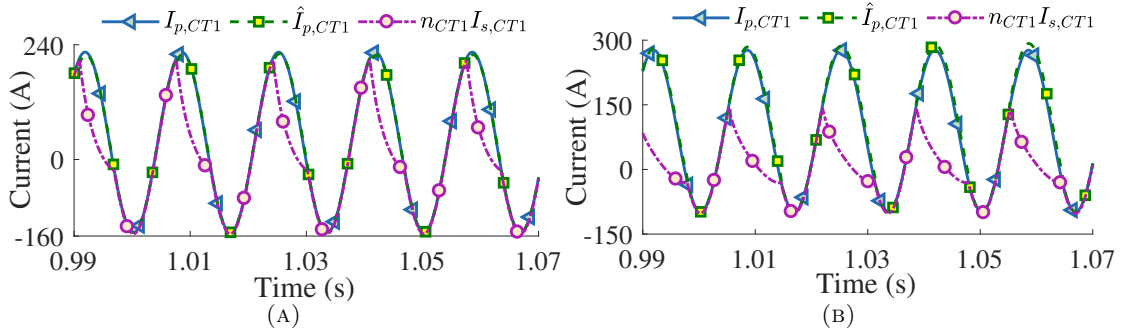 I_{p,CT1} Î_{p,CT1} n_{CT1}I_{s,CT1}
240
0
-160
Current (A)
0.99 1.01 1.03 1.05 1.07
Time (s)
(A)
I_{p,CT1} Î_{p,CT1} n_{CT1}I_{s,CT1}
300
150
0
-150
Current (A)
0.99 1.01 1.03 1.05 1.07
Time (s)
(B)